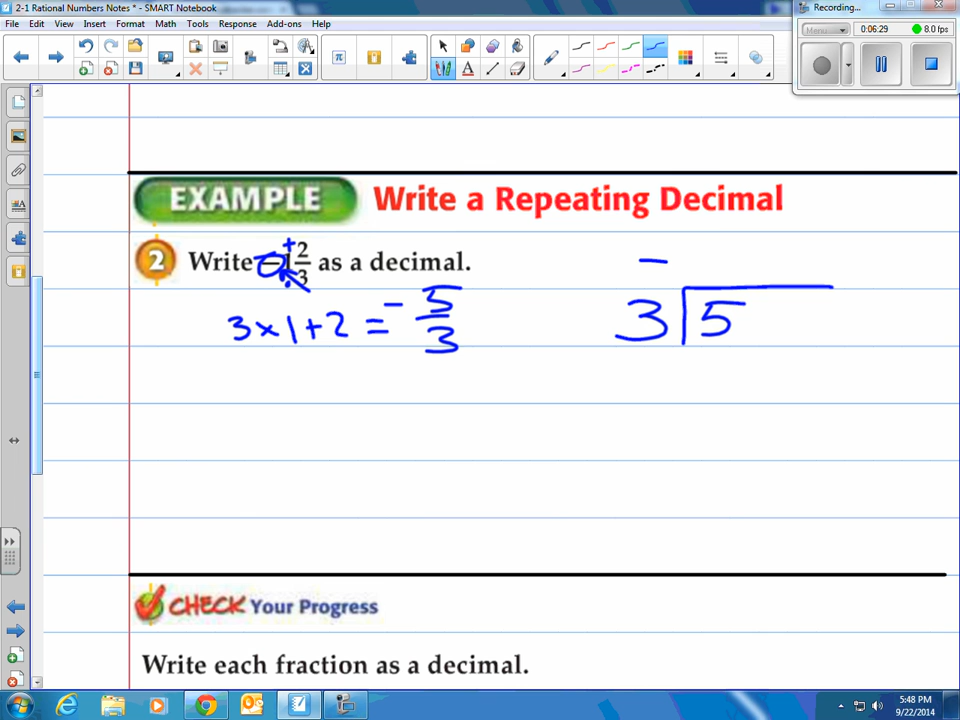 2-1 Rational Numbers Notes * - SMART Notebook
File Edit View Insert Format Math Tools Response Add-ons Help
Recording...
Menu 0:06:29 8.0 fps
EXAMPLE Write a Repeating Decimal
2 Write −1 2/3 as a decimal.
3 x 1 + 2 = - 5/3
-
3 5
CHECK Your Progress
Write each fraction as a decimal.
5:48 PM
9/22/2014